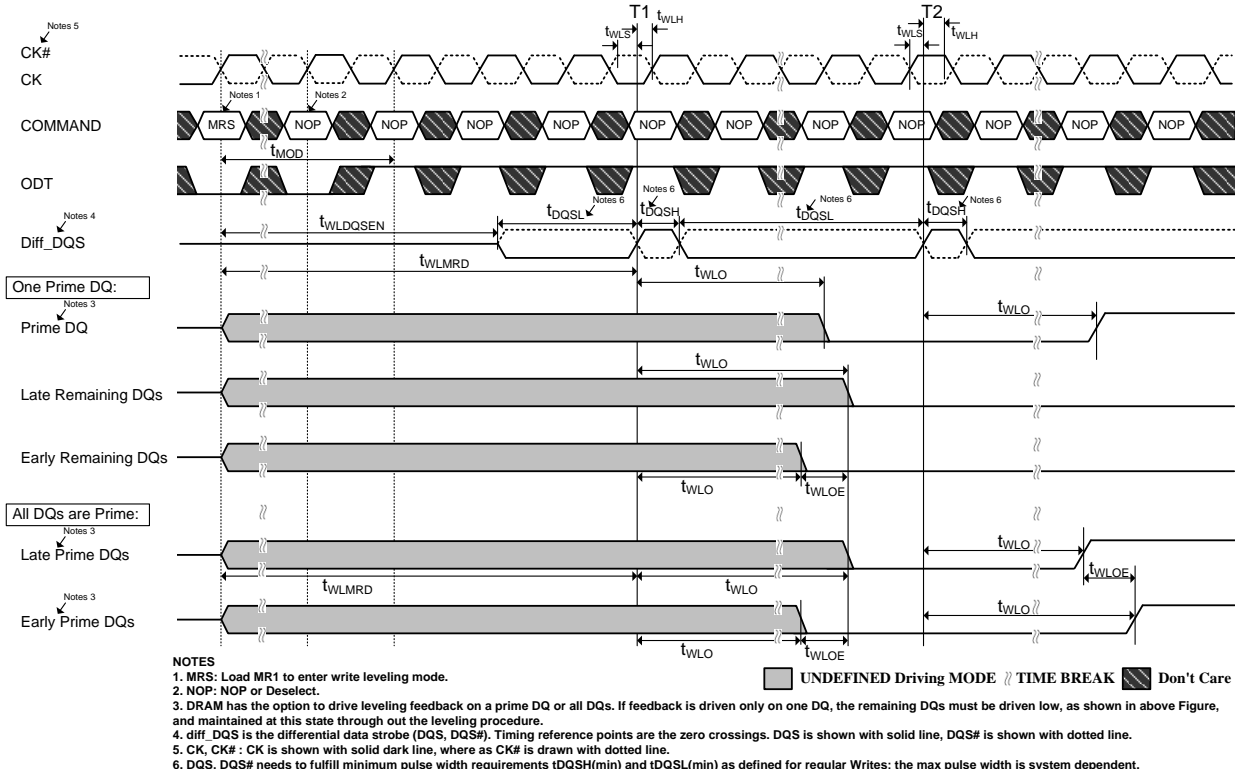 T1 T2
Notes 5
tWLS tWLH tWLS tWLH
CK#
CK
Notes 1 Notes 2
COMMAND MRS NOP NOP NOP NOP NOP NOP NOP NOP NOP NOP NOP
tMOD
ODT
Notes 4 Notes 6 Notes 6 Notes 6 Notes 6
tWLDQSEN tDQSL tDQSH tDQSL tDQSH
Diff_DQS
tWLMRD tWLO
One Prime DQ:
Notes 3
Prime DQ tWLO
tWLO
Late Remaining DQs
Early Remaining DQs
tWLO tWLOE
All DQs are Prime:
Notes 3
Late Prime DQs tWLO
tWLMRD tWLO tWLOE
Notes 3
Early Prime DQs tWLO
tWLO tWLOE
NOTES
1. MRS: Load MR1 to enter write leveling mode.
UNDEFINED Driving MODE TIME BREAK Don't Care
2. NOP: NOP or Deselect.
3. DRAM has the option to drive leveling feedback on a prime DQ or all DQs. If feedback is driven only on one DQ, the remaining DQs must be driven low, as shown in above Figure,
and maintained at this state through out the leveling procedure.
4. diff_DQS is the differential data strobe (DQS, DQS#). Timing reference points are the zero crossings. DQS is shown with solid line, DQS# is shown with dotted line.
5. CK, CK# : CK is shown with solid dark line, where as CK# is drawn with dotted line.
6. DQS, DQS# needs to fulfill minimum pulse width requirements tDQSH(min) and tDQSL(min) as defined for regular Writes; the max pulse width is system dependent.